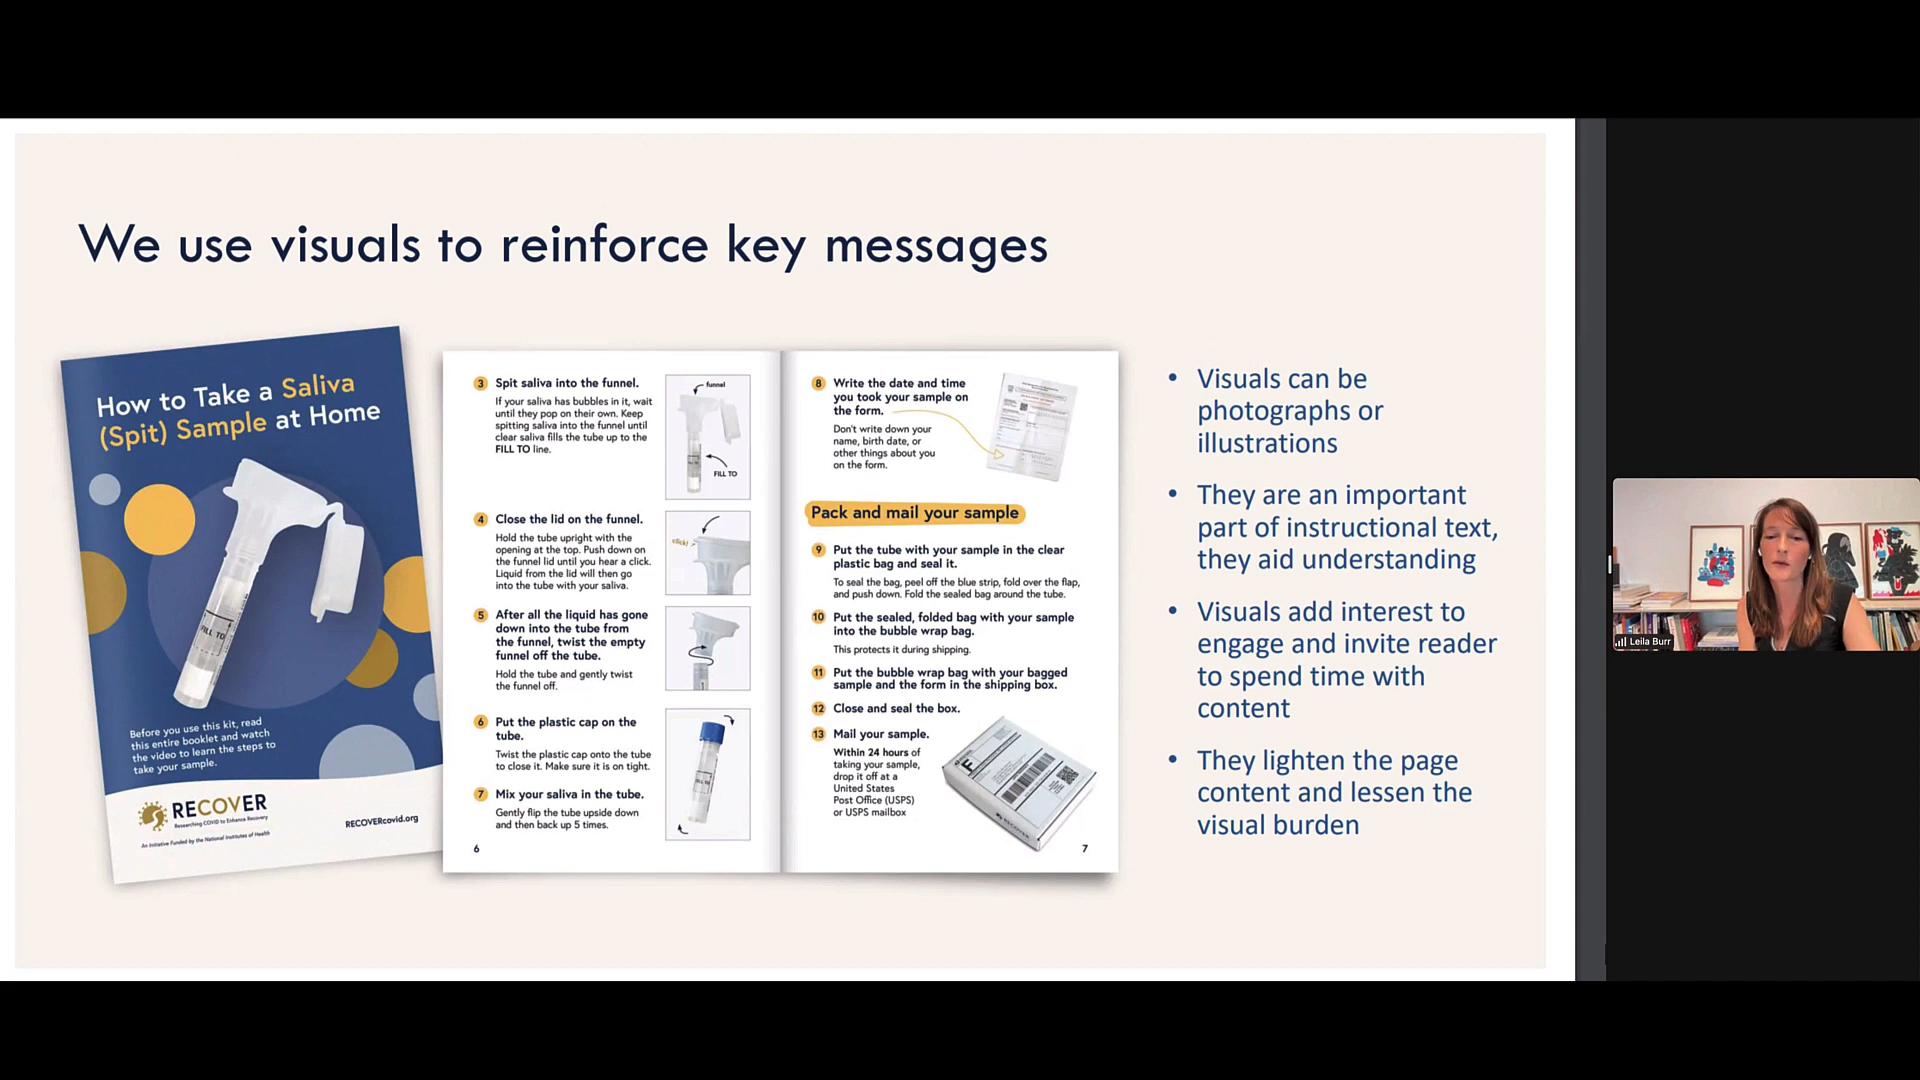 We use visuals to reinforce key messages
How to Take a Saliva
(Spit) Sample at Home
FILL TO
Before you use this kit, read
this entire booklet and watch
the video to learn the steps to
take your sample.
RECOVER
Researching COVID to Enhance Recovery
An Initiative Funded by the National Institutes of Health
RECOVERcovid.org
3 Spit saliva into the funnel.
If your saliva has bubbles in it, wait
until they pop on their own. Keep
spitting saliva into the funnel until
clear saliva fills the tube up to the
FILL TO line.
funnel
FILL TO
4 Close the lid on the funnel.
Hold the tube upright with the
opening at the top. Push down on
the funnel lid until you hear a click.
Liquid from the lid will then go
into the tube with your saliva.
click!
5 After all the liquid has gone
down into the tube from
the funnel, twist the empty
funnel off the tube.
Hold the tube and gently twist
the funnel off.
6 Put the plastic cap on the
tube.
Twist the plastic cap onto the tube
to close it. Make sure it is on tight.
7 Mix your saliva in the tube.
Gently flip the tube upside down
and then back up 5 times.
6
8 Write the date and time
you took your sample on
the form.
Don't write down your
name, birth date, or
other things about you
on the form.
Pack and mail your sample
9 Put the tube with your sample in the clear
plastic bag and seal it.
To seal the bag, peel off the blue strip, fold over the flap,
and push down. Fold the sealed bag around the tube.
10 Put the sealed, folded bag with your sample
into the bubble wrap bag.
This protects it during shipping.
11 Put the bubble wrap bag with your bagged
sample and the form in the shipping box.
12 Close and seal the box.
13 Mail your sample.
Within 24 hours of
taking your sample,
drop it off at a
United States
Post Office (USPS)
or USPS mailbox
F
RECOVER
7
• Visuals can be
photographs or
illustrations
• They are an important
part of instructional text,
they aid understanding
• Visuals add interest to
engage and invite reader
to spend time with
content
• They lighten the page
content and lessen the
visual burden
Leila Burr